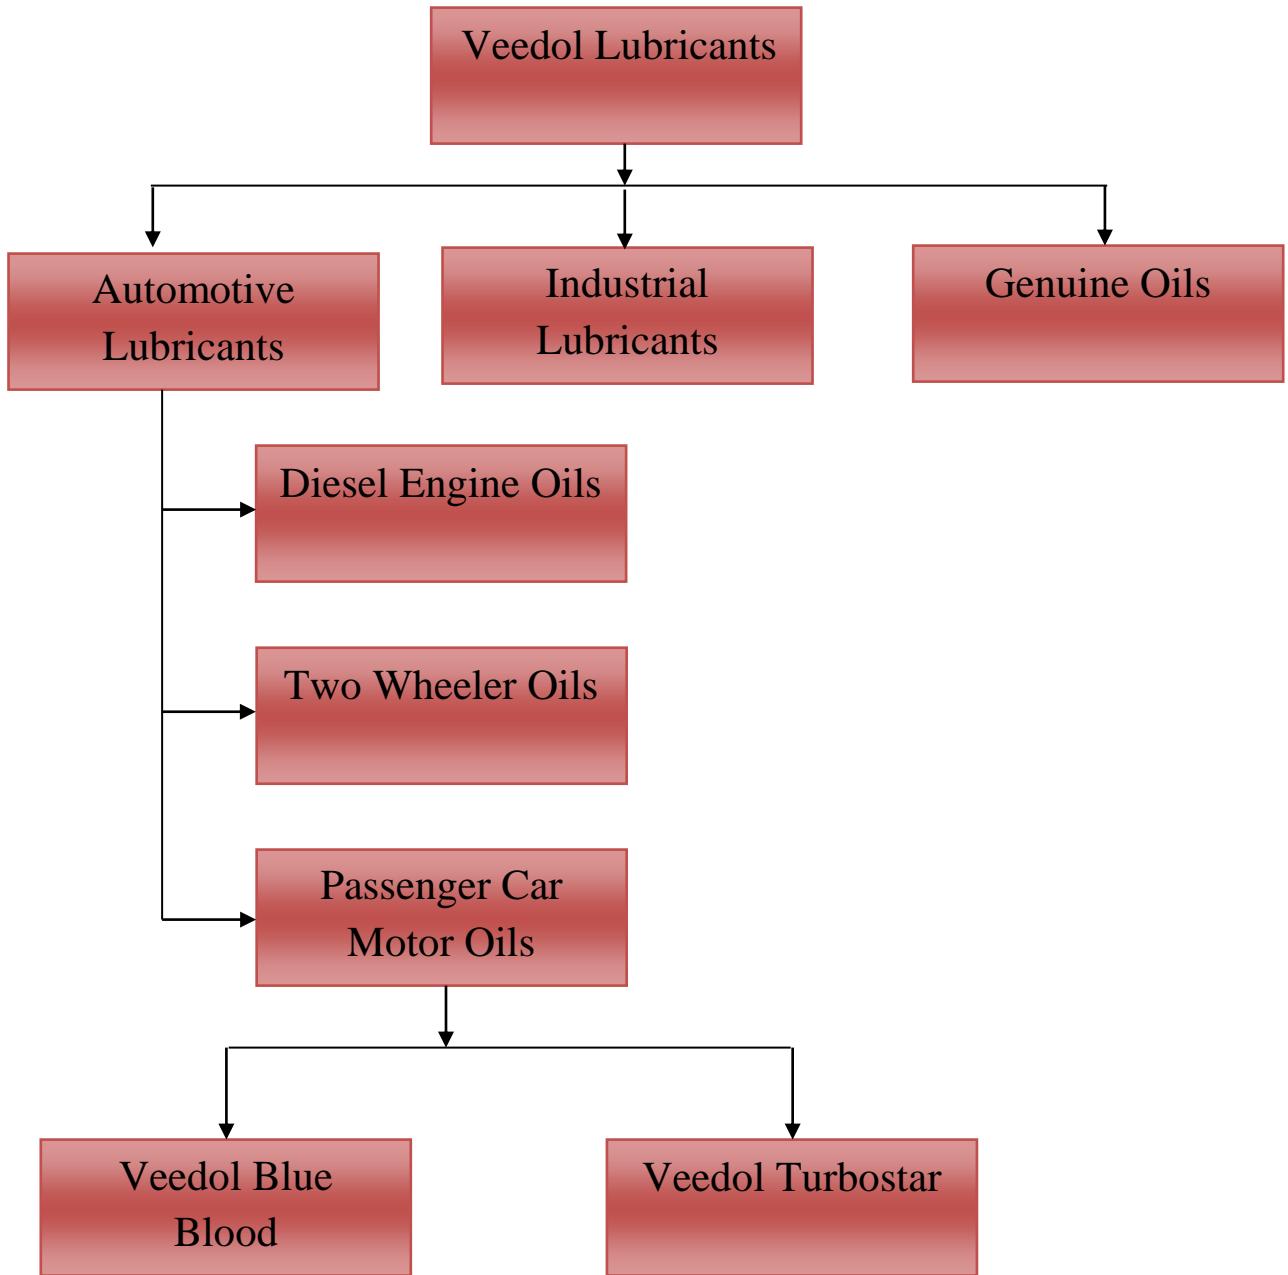 Veedol Lubricants
Automotive
Lubricants
Industrial
Lubricants
Genuine Oils
Diesel Engine Oils
Two Wheeler Oils
Passenger Car
Motor Oils
Veedol Blue
Blood
Veedol Turbostar